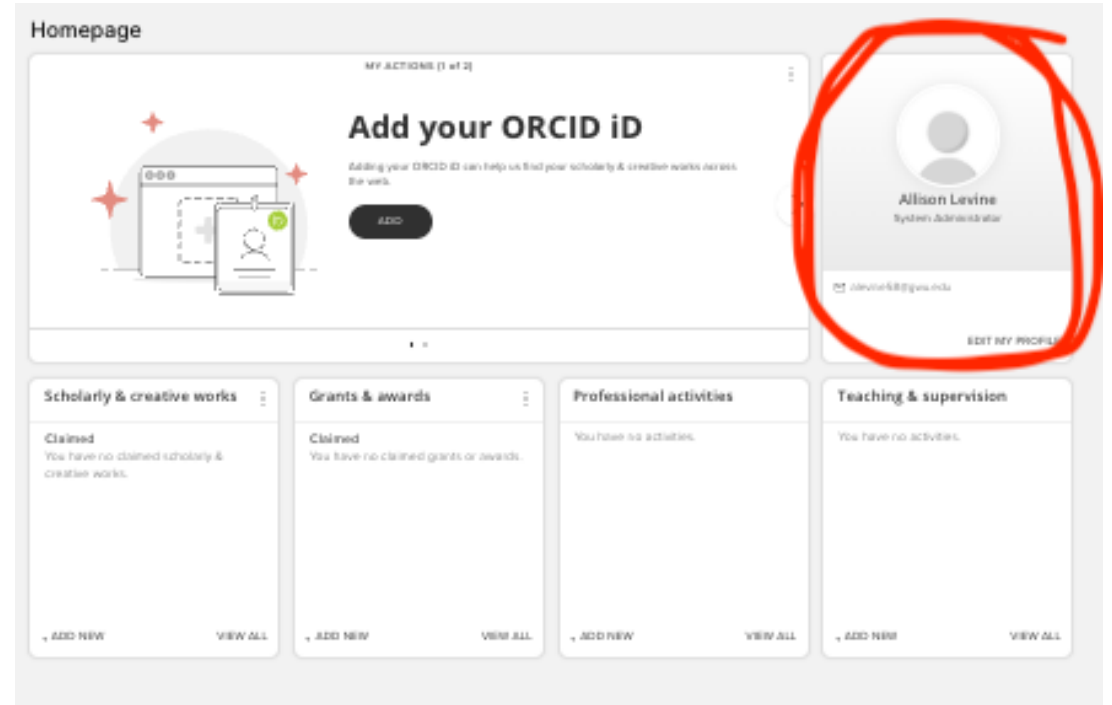 Homepage
MY ACTIONS (1 of 2)
Add your ORCID iD
Adding your ORCID iD can help us find your scholarly & creative works across
the web.
ADD
Allison Levine
System Administrator
EDIT MY PROFILE
Scholarly & creative works
Claimed
You have no claimed scholarly &
creative works.
+ ADD NEW VIEW ALL
Grants & awards
Claimed
You have no claimed grants or awards.
+ ADD NEW VIEW ALL
Professional activities
You have no activities.
+ ADD NEW VIEW ALL
Teaching & supervision
You have no activities.
+ ADD NEW VIEW ALL